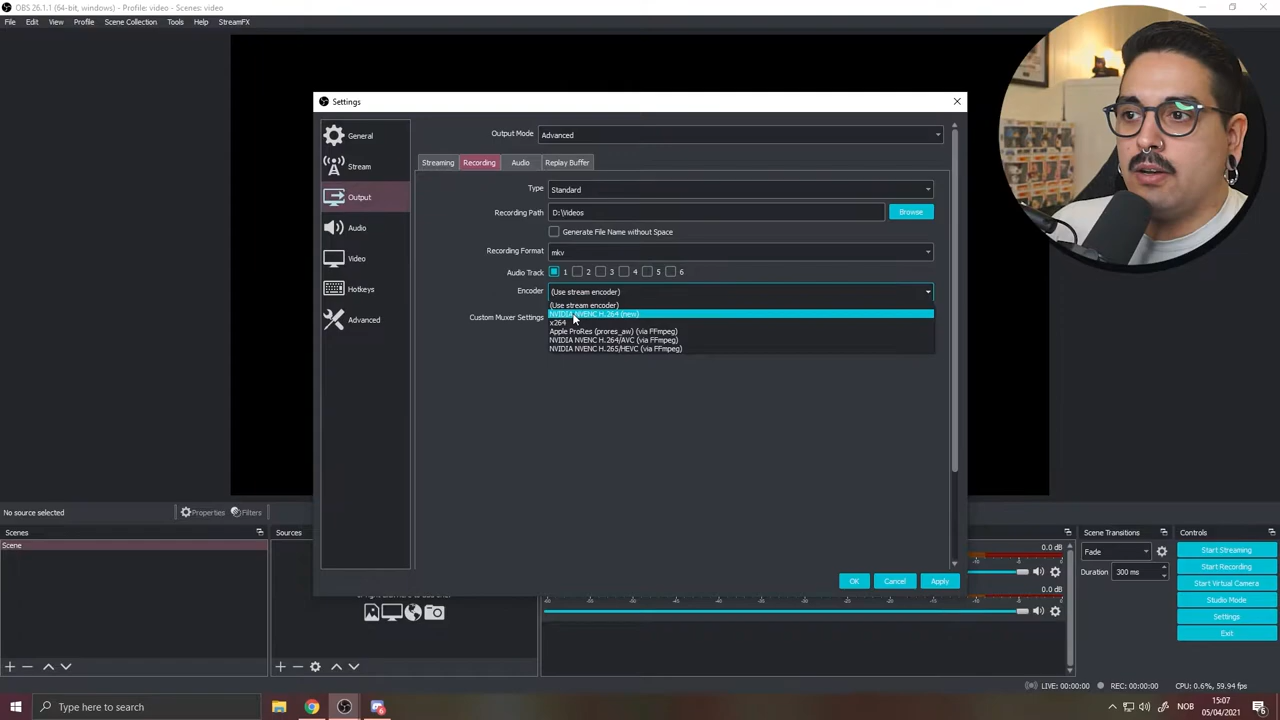 OBS 26.1.1 (64-bit, windows) - Profile: video - Scenes: video
File Edit View Profile Scene Collection Tools Help StreamFX
Settings
General
Stream
Output
Audio
Video
Hotkeys
Advanced
Output Mode Advanced
Streaming Recording Audio Replay Buffer
Type Standard
Recording Path D:\Videos Browse
Generate File Name without Space
Recording Format mkv
Audio Track 1 2 3 4 5 6
Encoder (Use stream encoder)
(Use stream encoder)
NVIDIA NVENC H.264 (new)
Custom Muxer Settings x264
Apple ProRes (prores_aw) (via FFmpeg)
NVIDIA NVENC H.264/AVC (via FFmpeg)
NVIDIA NVENC H.265/HEVC (via FFmpeg)
OK Cancel Apply
No source selected Properties Filters
Scenes Sources Scene Transitions Controls
Scene
0.0 dB
0.0 dB
Fade
Duration 300 ms
Start Streaming
Start Recording
Start Virtual Camera
Studio Mode
Settings
Exit
LIVE: 00:00:00 REC: 00:00:00 CPU: 0.6%, 59.94 fps
Type here to search
NOB
15:07
05/04/2021